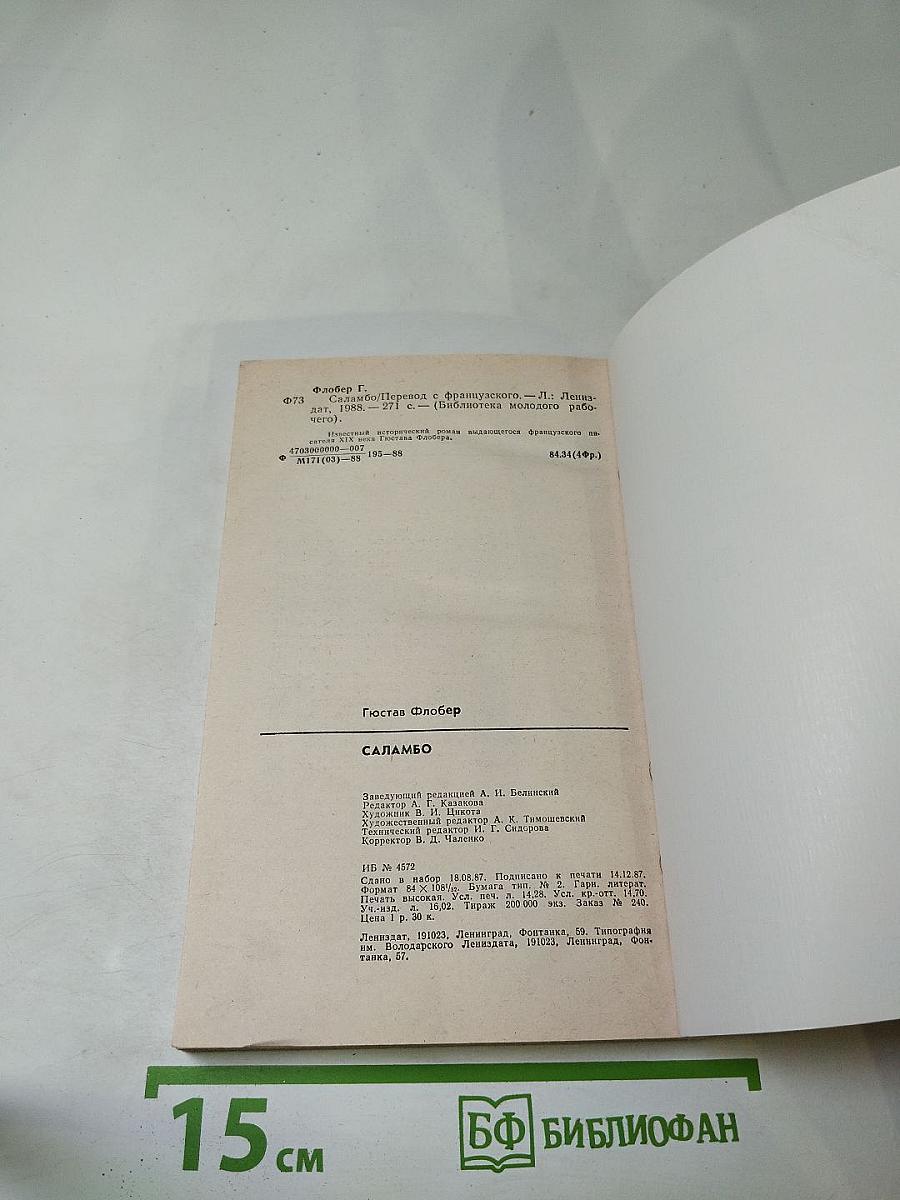 Флобер Г.
Ф73 Саламбо/Перевод с французского. — Л.: Лениз-
дат, 1988. — 271 с. — (Библиотека молодого рабо-
чего).
Известный исторический роман выдающегося французского пи-
сателя XIX века Гюстава Флобера.
Ф 4703000000—007
М171(03)—88 195—88 84.34(4Фр.)
Гюстав Флобер
САЛАМБО
Заведующий редакцией А. И. Белинский
Редактор А. Г. Казакова
Художник В. И. Цикота
Художественный редактор А. К. Тимошевский
Технический редактор И. Г. Сидорова
Корректор В. Д. Чаленко
ИБ № 4572
Сдано в набор 18.08.87. Подписано к печати 14.12.87.
Формат 84 × 108¹/₃₂. Бумага тип. № 2. Гарн. литерат.
Печать высокая. Усл. печ. л. 14,28. Усл. кр.-отт. 14,70.
Уч.-изд. л. 16,02. Тираж 200 000 экз. Заказ № 240.
Цена 1 р. 30 к.
Лениздат, 191023, Ленинград, Фонтанка, 59. Типография
им. Володарского Лениздата, 191023, Ленинград, Фон-
танка, 57.
15 см БФ БИБЛИОФАН